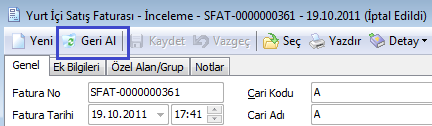 Yurt İçi Satış Faturası - İnceleme - SFAT-0000000361 - 19.10.2011 (İptal Edildi)
Yeni Geri Al Kaydet Vazgeç Seç Yazdır Detay
Genel Ek Bilgileri Özel Alan/Grup Notlar
Fatura No SFAT-0000000361 Cari Kodu A
Fatura Tarihi 19.10.2011 17:41 Cari Adı A